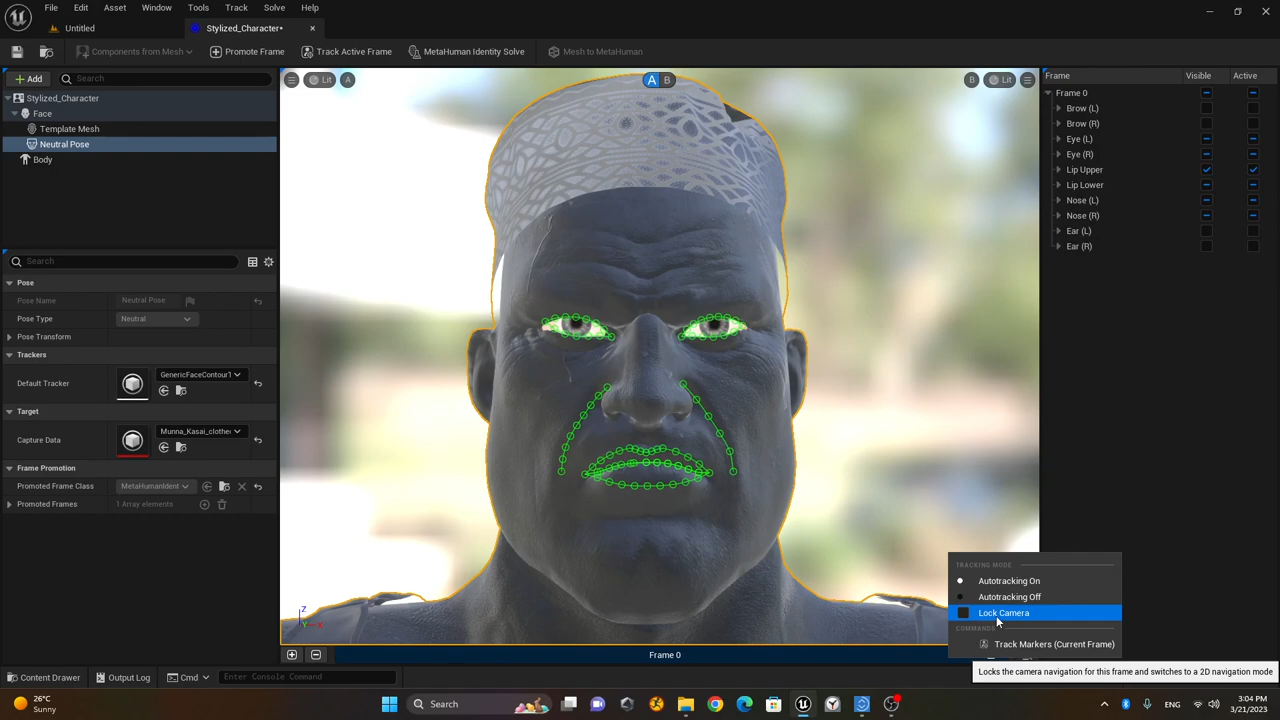 File Edit Asset Window Tools Track Solve Help
Untitled
Stylized_Character•
Components from Mesh
Promote Frame
Track Active Frame
MetaHuman Identity Solve
Mesh to MetaHuman
Add
Search
Stylized_Character
Face
Template Mesh
Neutral Pose
Body
Search
Pose
Pose Name Neutral Pose
Pose Type Neutral
Pose Transform
Trackers
Default Tracker GenericFaceContourT
Target
Capture Data Munna_Kasai_clothe
Frame Promotion
Promoted Frame Class MetaHumanIdent
Promoted Frames 1 Array elements
Lit A
A B
B Lit
Z
Y X
Frame 0
Frame Visible Active
Frame 0
Brow (L)
Brow (R)
Eye (L)
Eye (R)
Lip Upper
Lip Lower
Nose (L)
Nose (R)
Ear (L)
Ear (R)
TRACKING MODE
Autotracking On
Autotracking Off
Lock Camera
COMMANDS
Track Markers (Current Frame)
Locks the camera navigation for this frame and switches to a 2D navigation mode
Content Drawer
Output Log
Cmd
Enter Console Command
26°C
Sunny
Search
ENG
3:04 PM
3/21/2023